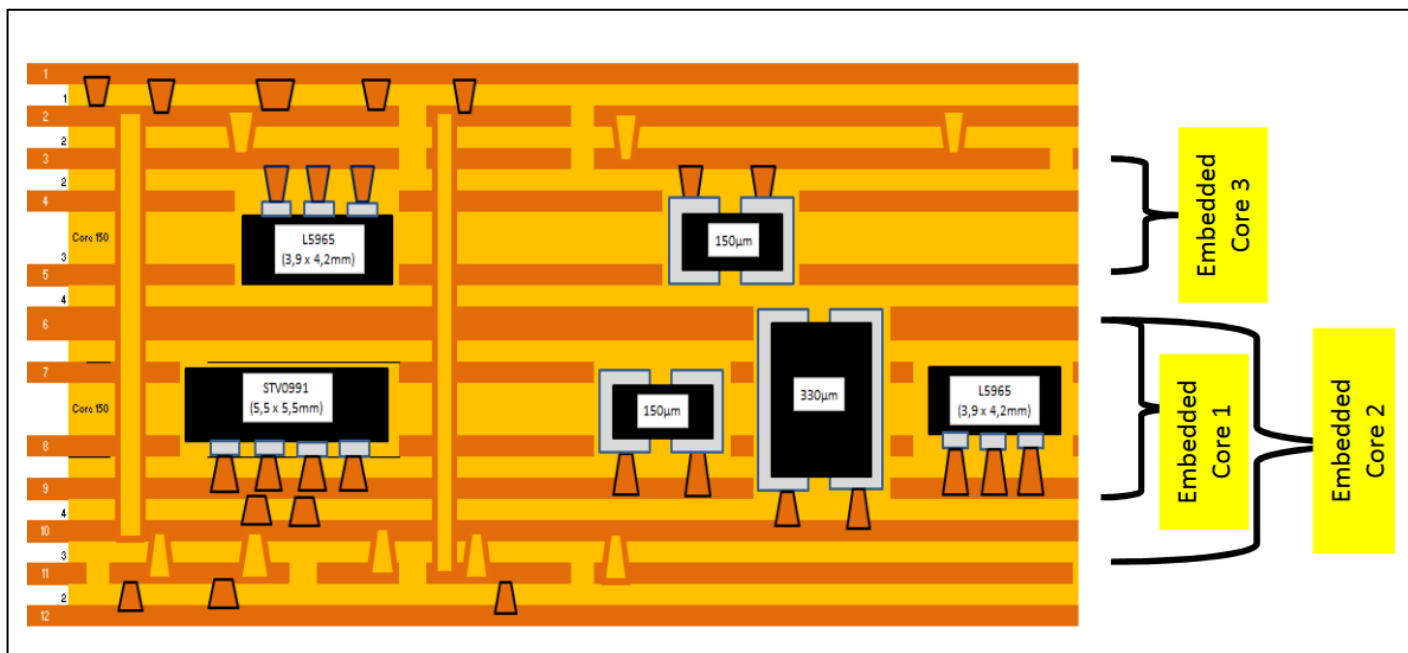 1
1
2
2
3
2
4
Core 150
3
5
4
6
7
Core 150
8
9
4
10
3
11
2
12
L5965
(3,9 x 4,2mm)
150µm
STV0991
(5,5 x 5,5mm)
150µm
330µm
L5965
(3,9 x 4,2mm)
Embedded
Core 3
Embedded
Core 1
Embedded
Core 2